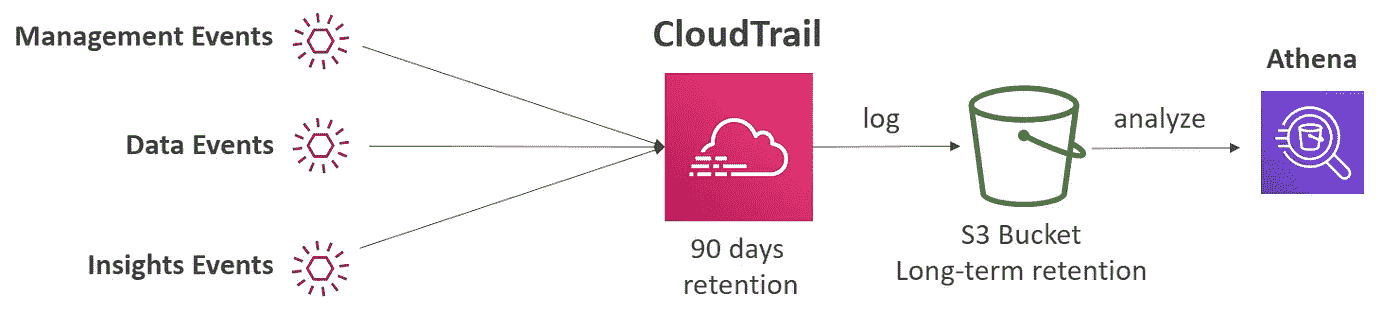 Management Events
Data Events
Insights Events
CloudTrail
90 days
retention
log
S3 Bucket
Long-term retention
analyze
Athena